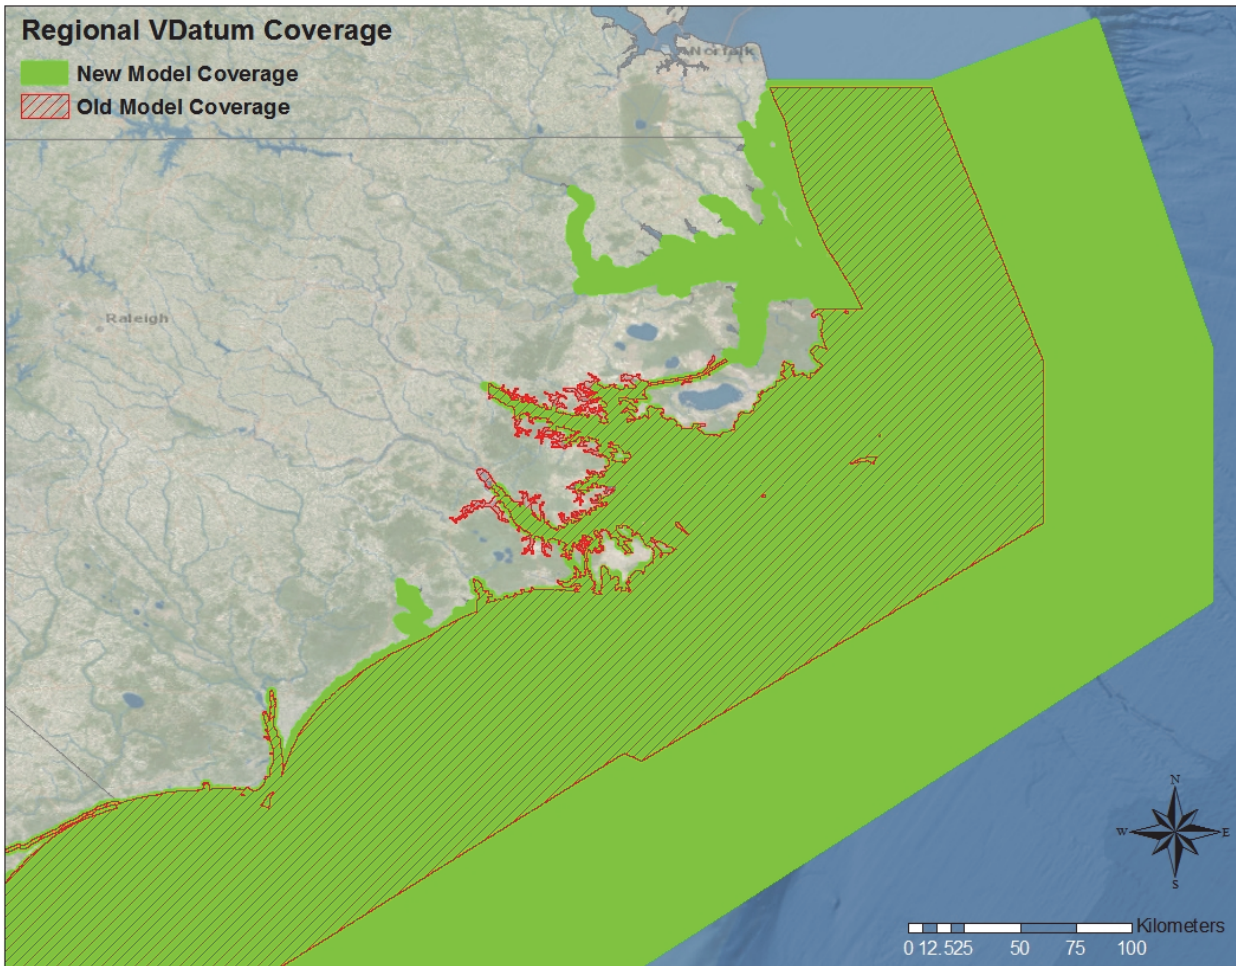 Regional VDatum Coverage
New Model Coverage
Old Model Coverage
Norfolk
Raleigh
N
W E
S
Kilometers
0 12.525 50 75 100